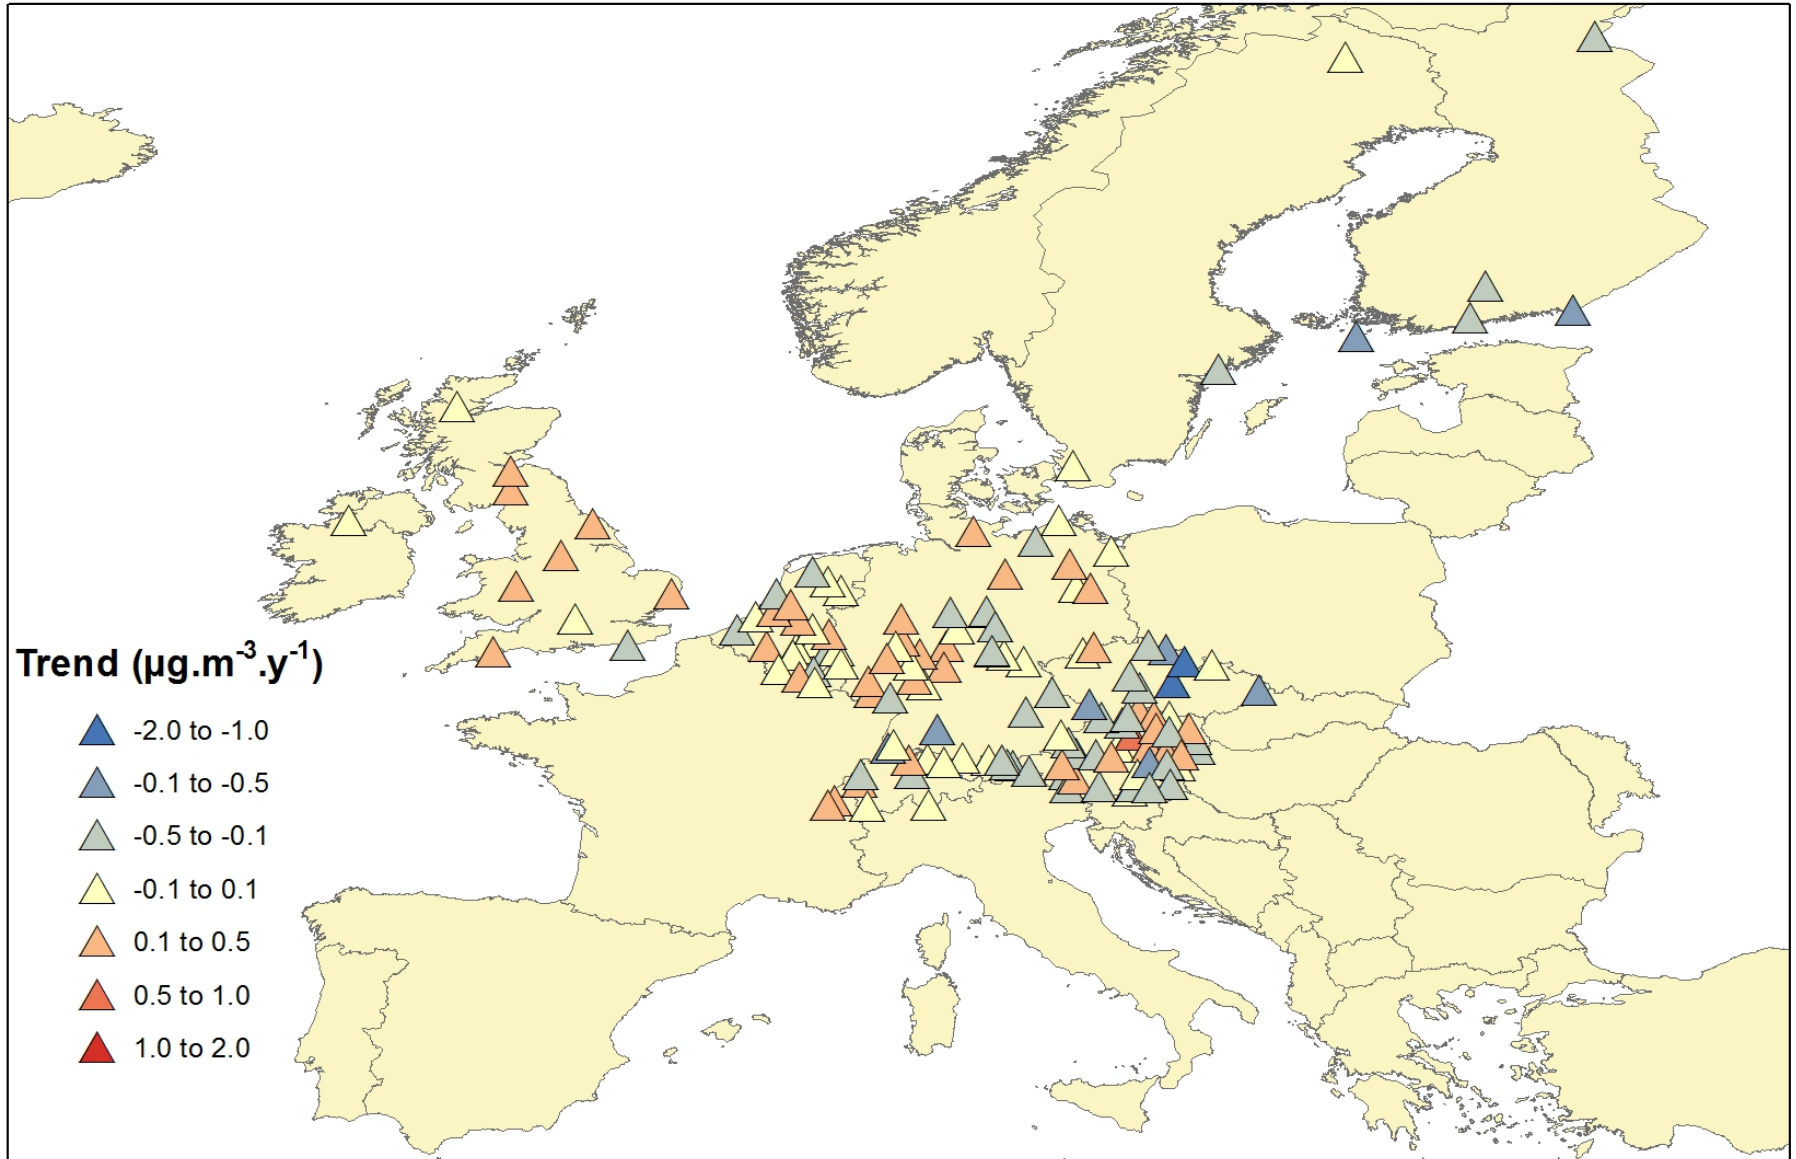 Trend (µg.m⁻³.y⁻¹)
-2.0 to -1.0
-0.1 to -0.5
-0.5 to -0.1
-0.1 to 0.1
0.1 to 0.5
0.5 to 1.0
1.0 to 2.0